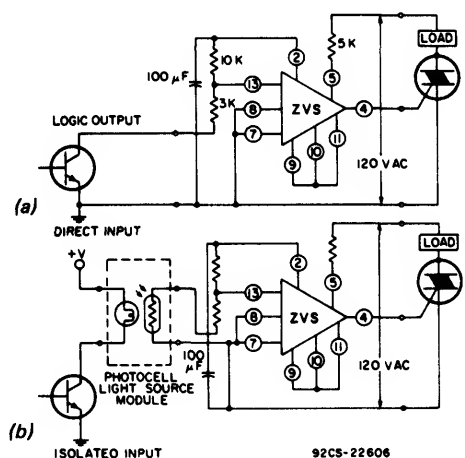 5 K
LOAD
10 K
2
100 µF
13
5
3K
8
ZVS
4
LOGIC OUTPUT
7
11
10
9
120 VAC
(a)
DIRECT INPUT
+V
LOAD
2
5
13
8
ZVS
4
7
100
µF
11
10
9
120 VAC
PHOTOCELL
LIGHT SOURCE
MODULE
(b)
ISOLATED INPUT
92CS-22606